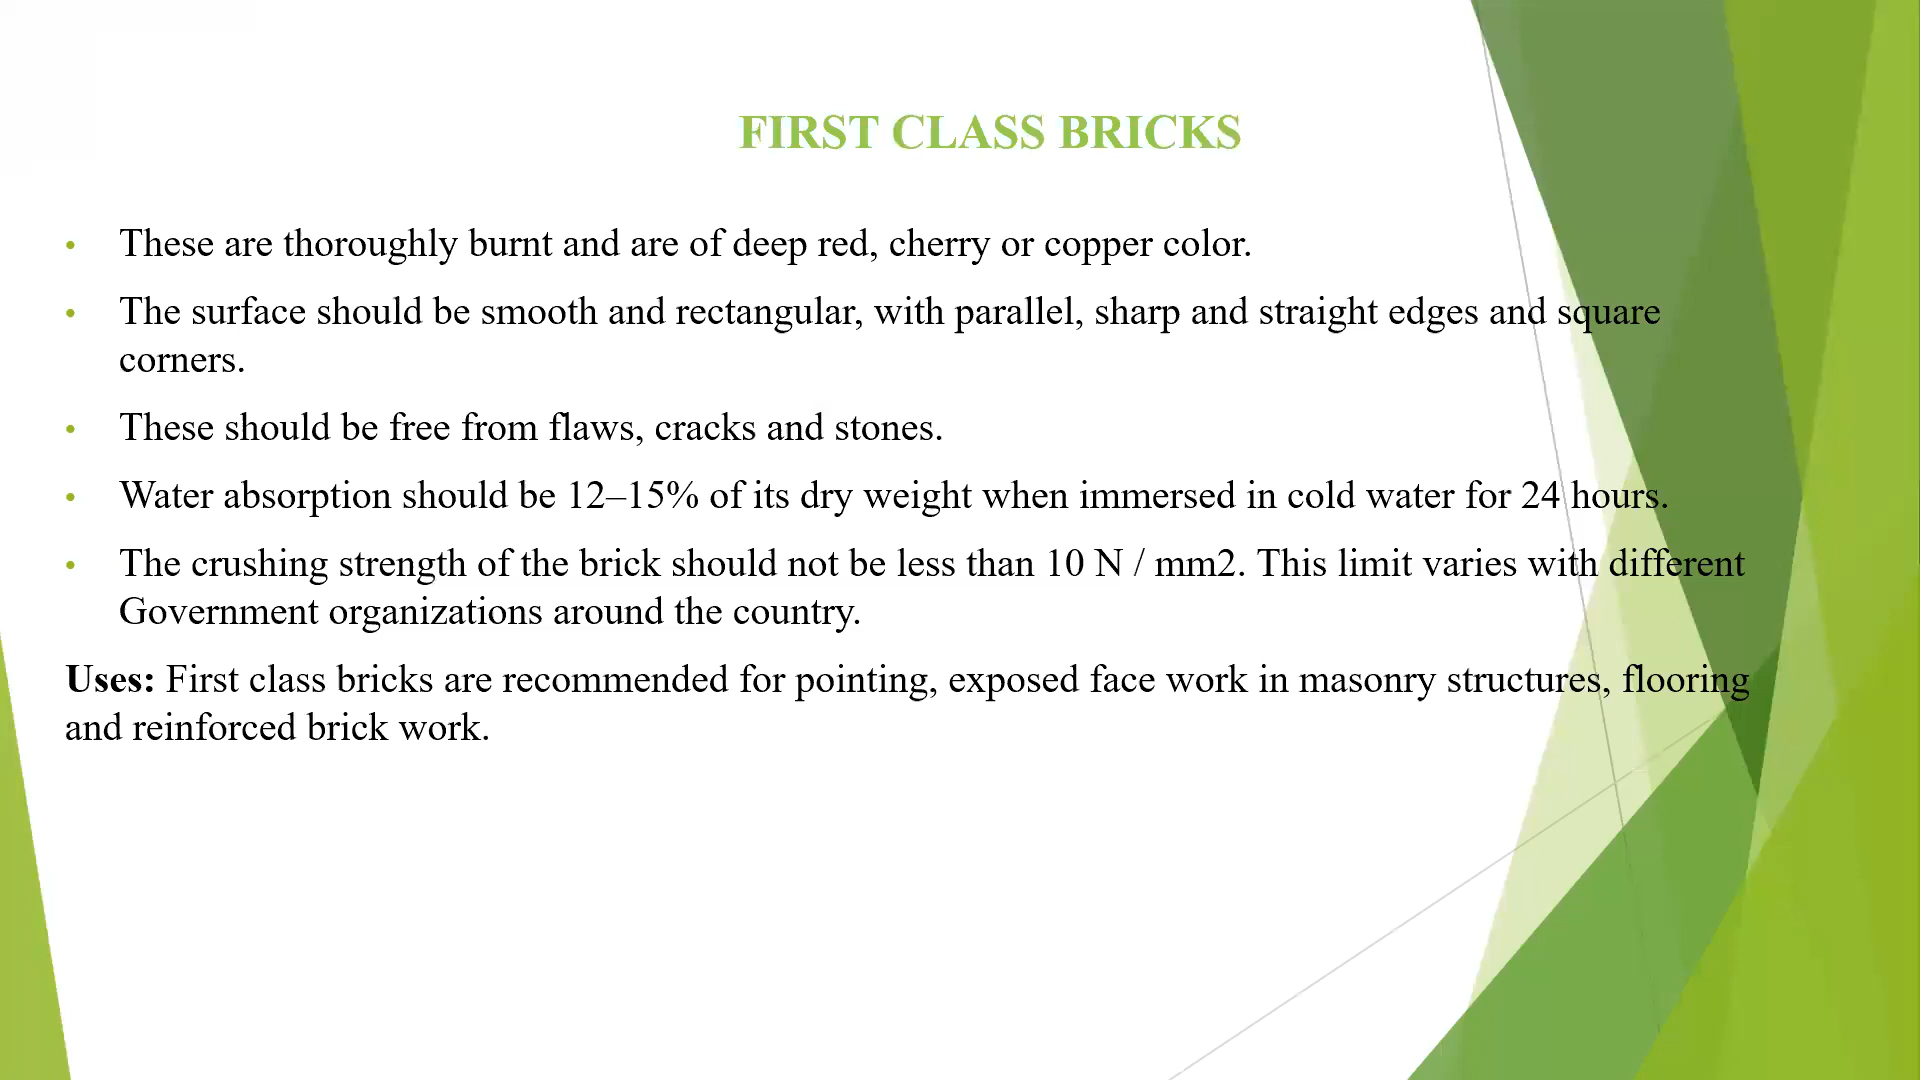 FIRST CLASS BRICKS
• These are thoroughly burnt and are of deep red, cherry or copper color.
• The surface should be smooth and rectangular, with parallel, sharp and straight edges and square
corners.
• These should be free from flaws, cracks and stones.
• Water absorption should be 12–15% of its dry weight when immersed in cold water for 24 hours.
• The crushing strength of the brick should not be less than 10 N / mm2. This limit varies with different
Government organizations around the country.
Uses: First class bricks are recommended for pointing, exposed face work in masonry structures, flooring
and reinforced brick work.